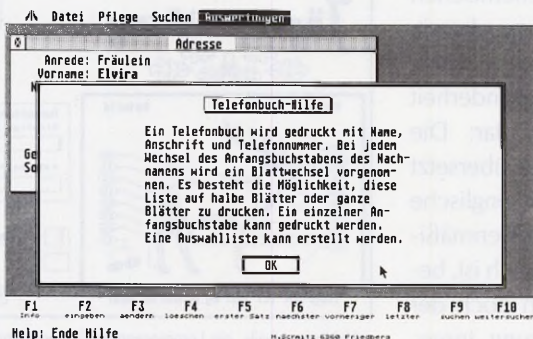 Datei Pflege Suchen Auswertungen
Adresse
Anrede: Fräulein
Vorname: Elvira
N
Telefonbuch-Hilfe
Ein Telefonbuch wird gedruckt mit Name,
Anschrift und Telefonnummer. Bei jedem
Wechsel des Anfangsbuchstabens des Nach-
namens wird ein Blattwechsel vorgenom-
men. Es besteht die Möglichkeit, diese
Liste auf halbe Blätter oder ganze
Blätter zu drucken. Ein einzelner An-
fangsbuchstabe kann gedruckt werden.
Eine Auswahlliste kann erstellt werden.
Ge
So
OK
F1 F2 F3 F4 F5 F6 F7 F8 F9 F10
Info eingeben aendern loeschen erster Satz naechster vorheriger letzter suchen weitersuchen
Help: Ende Hilfe
M.Schmitz 6360 Friedberg